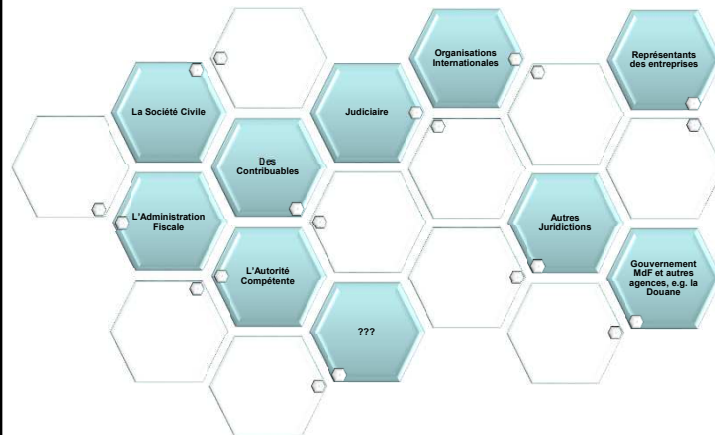 Organisations
Internationales
Représentants
des entreprises
La Société Civile
Judiciaire
Des
Contribuables
L'Administration
Fiscale
Autres
Juridictions
L'Autorité
Compétente
Gouvernement
MdF et autres
agences, e.g. la
Douane
???